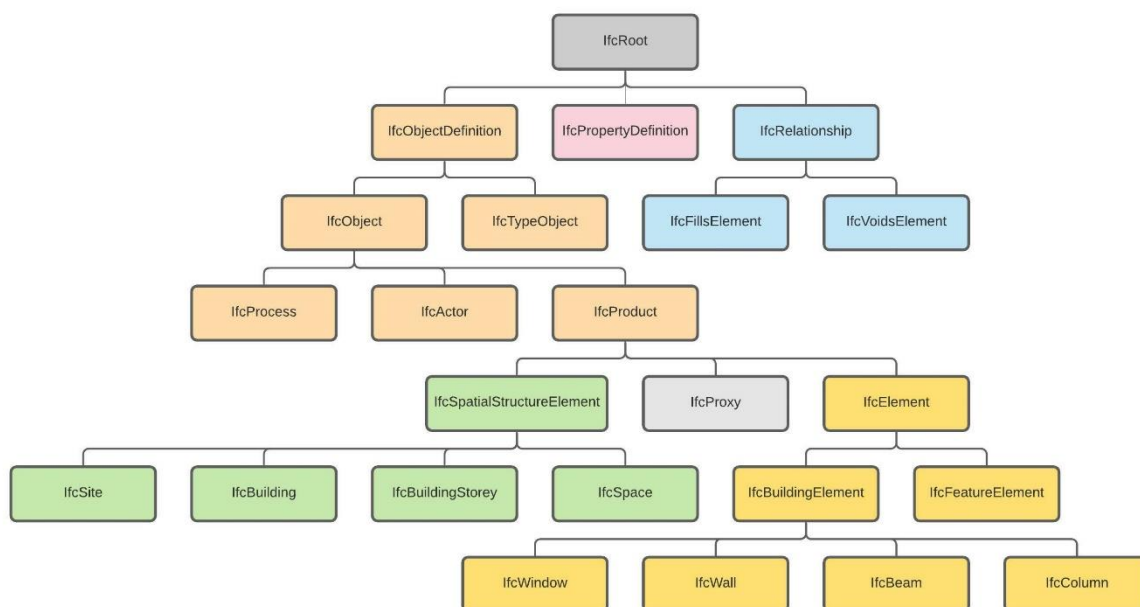 IfcRoot
IfcObjectDefinition
IfcPropertyDefinition
IfcRelationship
IfcObject
IfcTypeObject
IfcFillsElement
IfcVoidsElement
IfcProcess
IfcActor
IfcProduct
IfcSpatialStructureElement
IfcProxy
IfcElement
IfcSite
IfcBuilding
IfcBuildingStorey
IfcSpace
IfcBuildingElement
IfcFeatureElement
IfcWindow
IfcWall
IfcBeam
IfcColumn